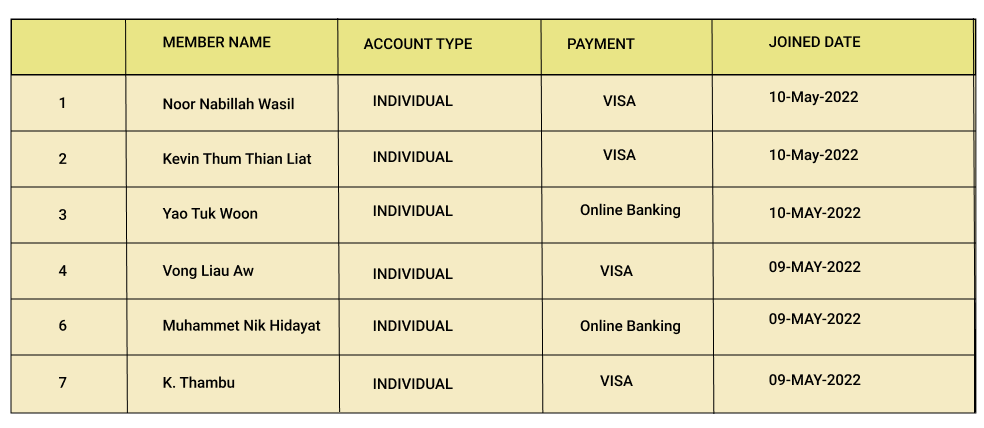 MEMBER NAME ACCOUNT TYPE PAYMENT JOINED DATE
1 Noor Nabillah Wasil INDIVIDUAL VISA 10-May-2022
2 Kevin Thum Thian Liat INDIVIDUAL VISA 10-May-2022
3 Yao Tuk Woon INDIVIDUAL Online Banking 10-MAY-2022
4 Vong Liau Aw INDIVIDUAL VISA 09-MAY-2022
6 Muhammet Nik Hidayat INDIVIDUAL Online Banking 09-MAY-2022
7 K. Thambu INDIVIDUAL VISA 09-MAY-2022